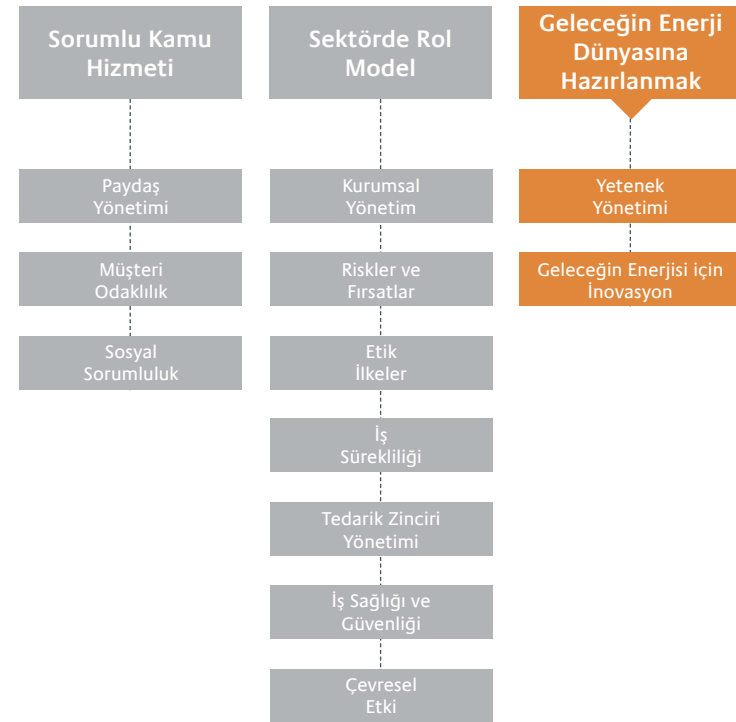 Sorumlu Kamu
Hizmeti
Paydaş
Yönetimi
Müşteri
Odaklılık
Sosyal
Sorumluluk
Sektörde Rol
Model
Kurumsal
Yönetim
Riskler ve
Fırsatlar
Etik
İlkeler
İş
Sürekliliği
Tedarik Zinciri
Yönetimi
İş Sağlığı ve
Güvenliği
Çevresel
Etki
Geleceğin Enerji
Dünyasına
Hazırlanmak
Yetenek
Yönetimi
Geleceğin Enerjisi için
İnovasyon